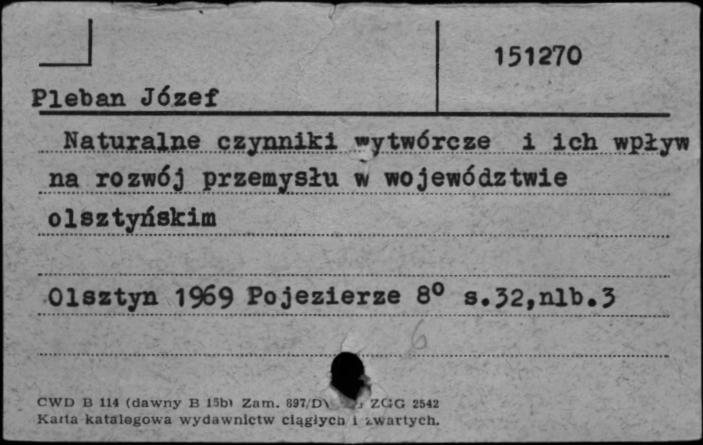 151270
Pleban Józef
Naturalne czynniki wytwórcze i ich wpływ
na rozwój przemysłu w województwie
olsztyńskim
Olsztyn 1969 Pojezierze 8° s.32,nlb.3
6
CWD B 114 (dawny B 15b) Zam. 897/D ZGG 2542
Karta katalogowa wydawnictw ciągłych i zwartych.